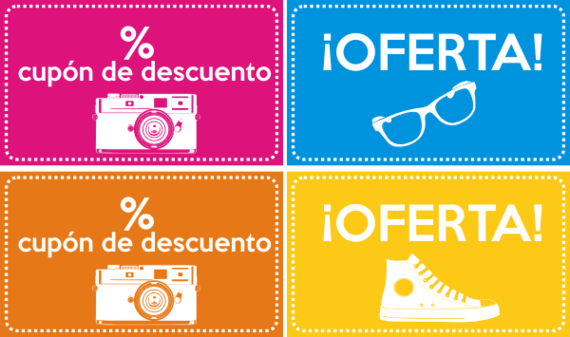 %
cupón de descuento
¡OFERTA!
%
cupón de descuento
¡OFERTA!